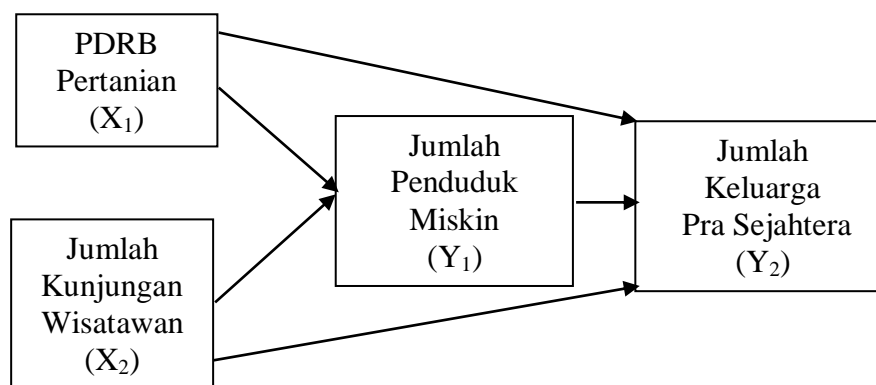 PDRB
Pertanian
(X₁)
Jumlah
Penduduk
Miskin
(Y₁)
Jumlah
Keluarga
Pra Sejahtera
(Y₂)
Jumlah
Kunjungan
Wisatawan
(X₂)